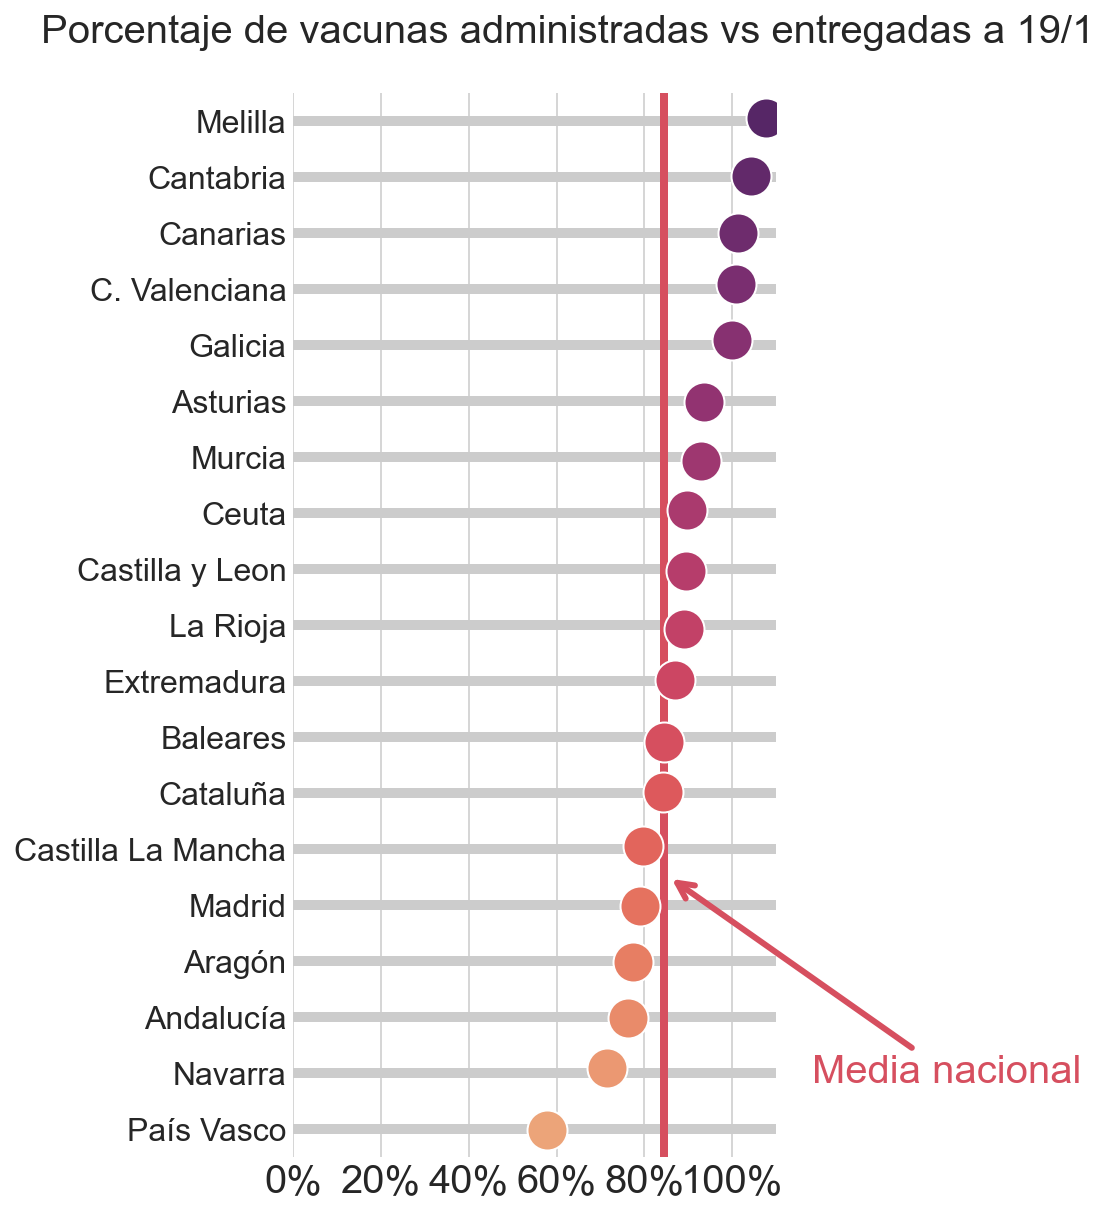 Porcentaje de vacunas administradas vs entregadas a 19/1
Melilla
Cantabria
Canarias
C. Valenciana
Galicia
Asturias
Murcia
Ceuta
Castilla y Leon
La Rioja
Extremadura
Baleares
Cataluña
Castilla La Mancha
Madrid
Aragón
Andalucía
Navarra
Media nacional
País Vasco
0% 20% 40% 60% 80% 100%